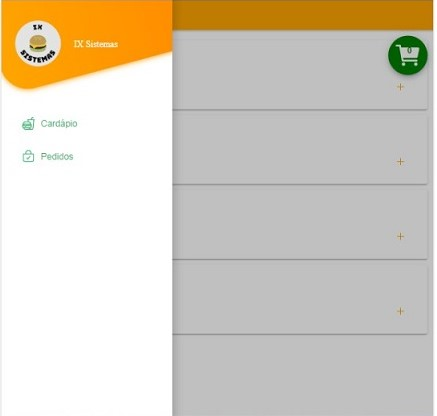 IX
SISTEMAS
IX Sistemas
0
Cardápio
+
Pedidos
+
+
+